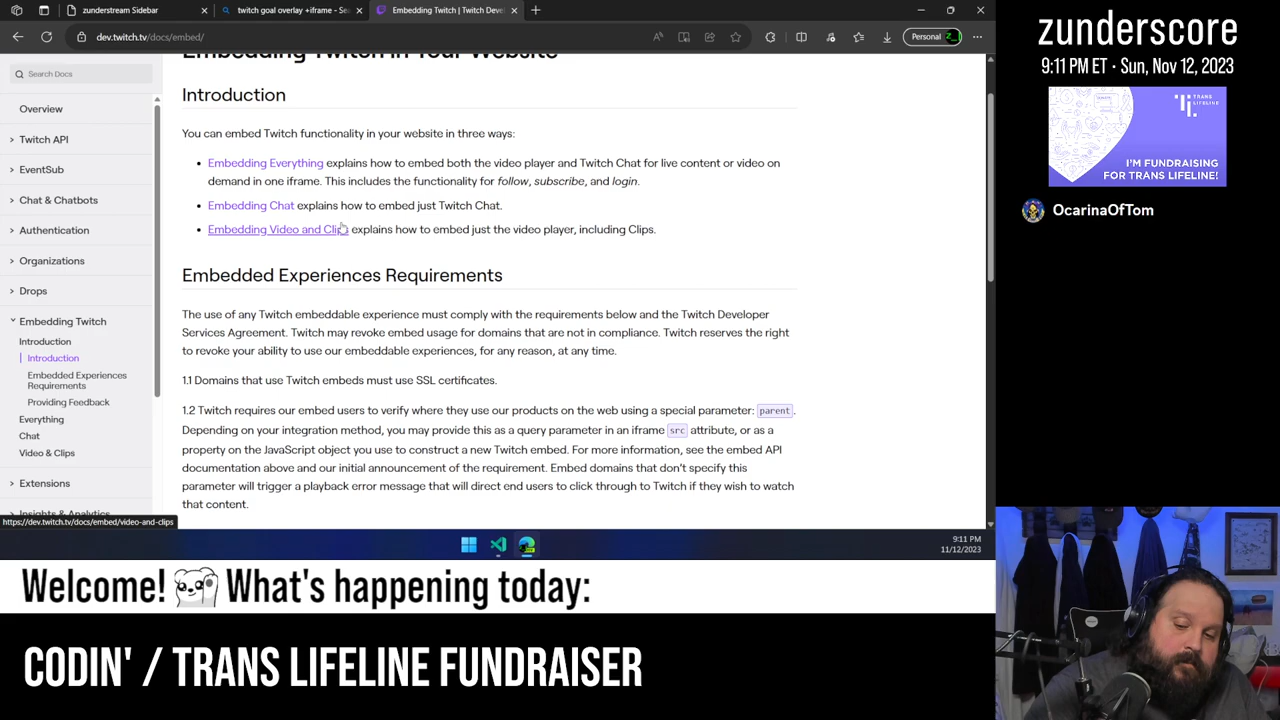 zunderstream Sidebar
twitch goal overlay +iframe - Se
Embedding Twitch | Twitch Deve
dev.twitch.tv/docs/embed/
Personal
Search Docs
Overview
Twitch API
EventSub
Chat & Chatbots
Authentication
Organizations
Drops
Embedding Twitch
Introduction
Introduction
Embedded Experiences
Requirements
Providing Feedback
Everything
Chat
Video & Clips
Extensions
Insights & Analytics
https://dev.twitch.tv/docs/embed/video-and-clips
Embedding Twitch in Your Website
Introduction
You can embed Twitch functionality in your website in three ways:
• Embedding Everything explains how to embed both the video player and Twitch Chat for live content or video on
demand in one iframe. This includes the functionality for follow, subscribe, and login.
• Embedding Chat explains how to embed just Twitch Chat.
• Embedding Video and Clips explains how to embed just the video player, including Clips.
Embedded Experiences Requirements
The use of any Twitch embeddable experience must comply with the requirements below and the Twitch Developer
Services Agreement. Twitch may revoke embed usage for domains that are not in compliance. Twitch reserves the right
to revoke your ability to use our embeddable experiences, for any reason, at any time.
1.1 Domains that use Twitch embeds must use SSL certificates.
1.2 Twitch requires our embed users to verify where they use our products on the web using a special parameter: parent.
Depending on your integration method, you may provide this as a query parameter in an iframe src attribute, or as a
property on the JavaScript object you use to construct a new Twitch embed. For more information, see the embed API
documentation above and our initial announcement of the requirement. Embed domains that don't specify this
parameter will trigger a playback error message that will direct end users to click through to Twitch if they wish to watch
that content.
9:11 PM
11/12/2023
zunderscore
9:11 PM ET · Sun, Nov 12, 2023
TRANS
LIFELINE
I'M FUNDRAISING
FOR TRANS LIFELINE!
OcarinaOfTom
Welcome! What's happening today:
CODIN' / TRANS LIFELINE FUNDRAISER